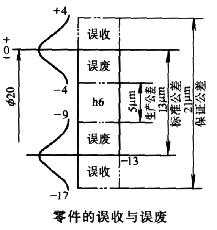 +4
误收
+
0
−
误废
-4
h6
-9
误废
-13
误收
-17
ϕ20
5μm
生产公差
13μm
标准公差
21μm
保证公差
零件的误收与误废